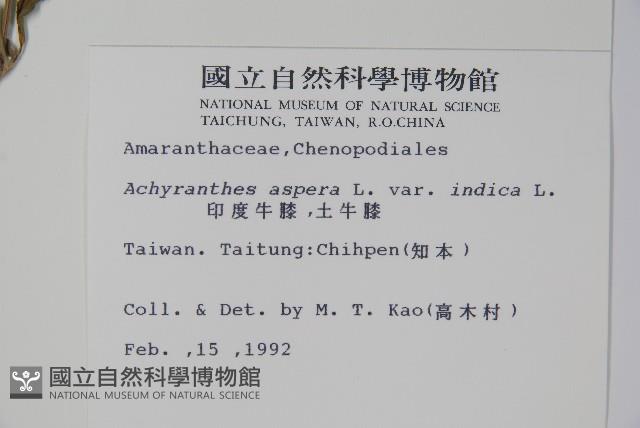 國立自然科學博物館
NATIONAL MUSEUM OF NATURAL SCIENCE
TAICHUNG, TAIWAN, R.O.CHINA
Amaranthaceae,Chenopodiales
Achyranthes aspera L. var. indica L.
印度牛膝,土牛膝
Taiwan. Taitung:Chihpen(知本)
Coll. & Det. by M. T. Kao(高木村)
Feb. ,15 ,1992
國立自然科學博物館
NATIONAL MUSEUM OF NATURAL SCIENCE